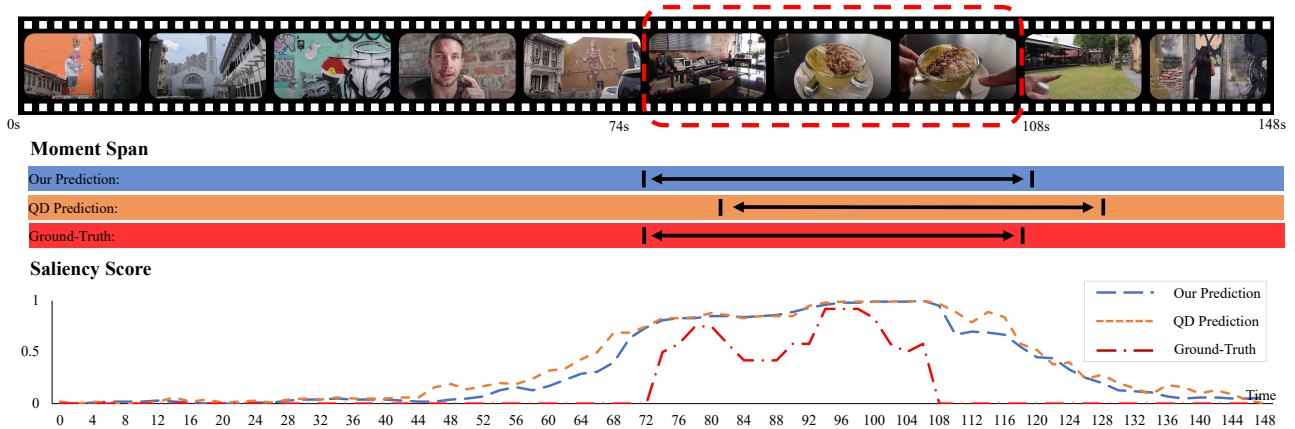 0s 74s 108s 148s
Moment Span
Our Prediction:
QD Prediction:
Ground-Truth:
Saliency Score
1
0.5
0
Our Prediction
QD Prediction
Ground-Truth
Time
0 4 8 12 16 20 24 28 32 36 40 44 48 52 56 60 64 68 72 76 80 84 88 92 96 100 104 108 112 116 120 124 128 132 136 140 144 148